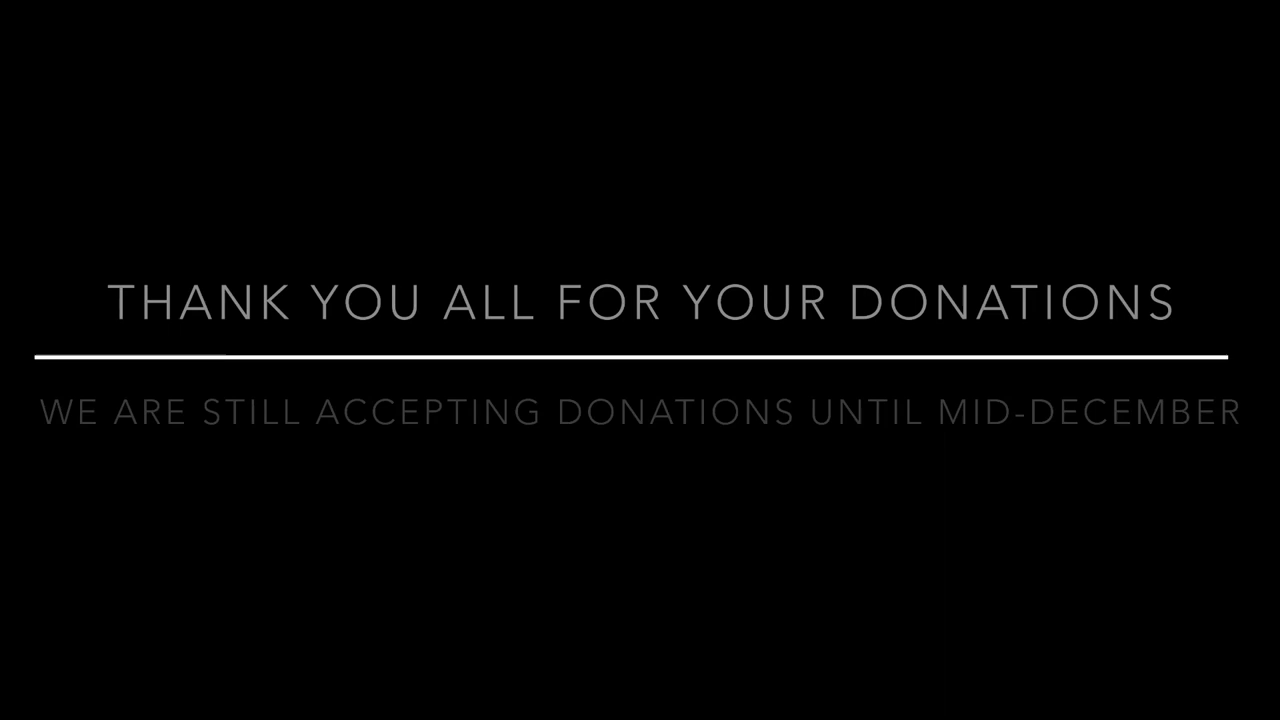 THANK YOU ALL FOR YOUR DONATIONS
WE ARE STILL ACCEPTING DONATIONS UNTIL MID-DECEMBER